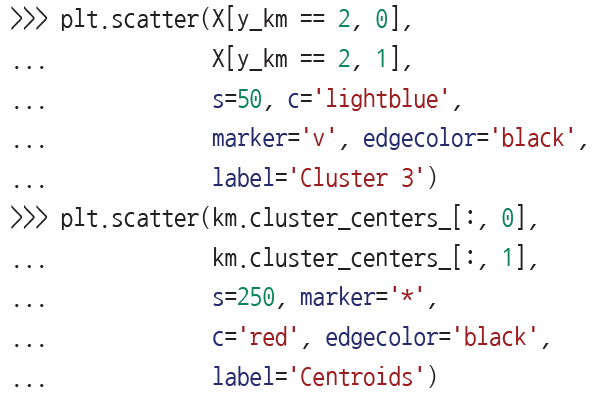 >>> plt.scatter(X[y_km == 2, 0],
...             X[y_km == 2, 1],
...             s=50, c='lightblue',
...             marker='v', edgecolor='black',
...             label='Cluster 3')
>>> plt.scatter(km.cluster_centers_[:, 0],
...             km.cluster_centers_[:, 1],
...             s=250, marker='*',
...             c='red', edgecolor='black',
...             label='Centroids')